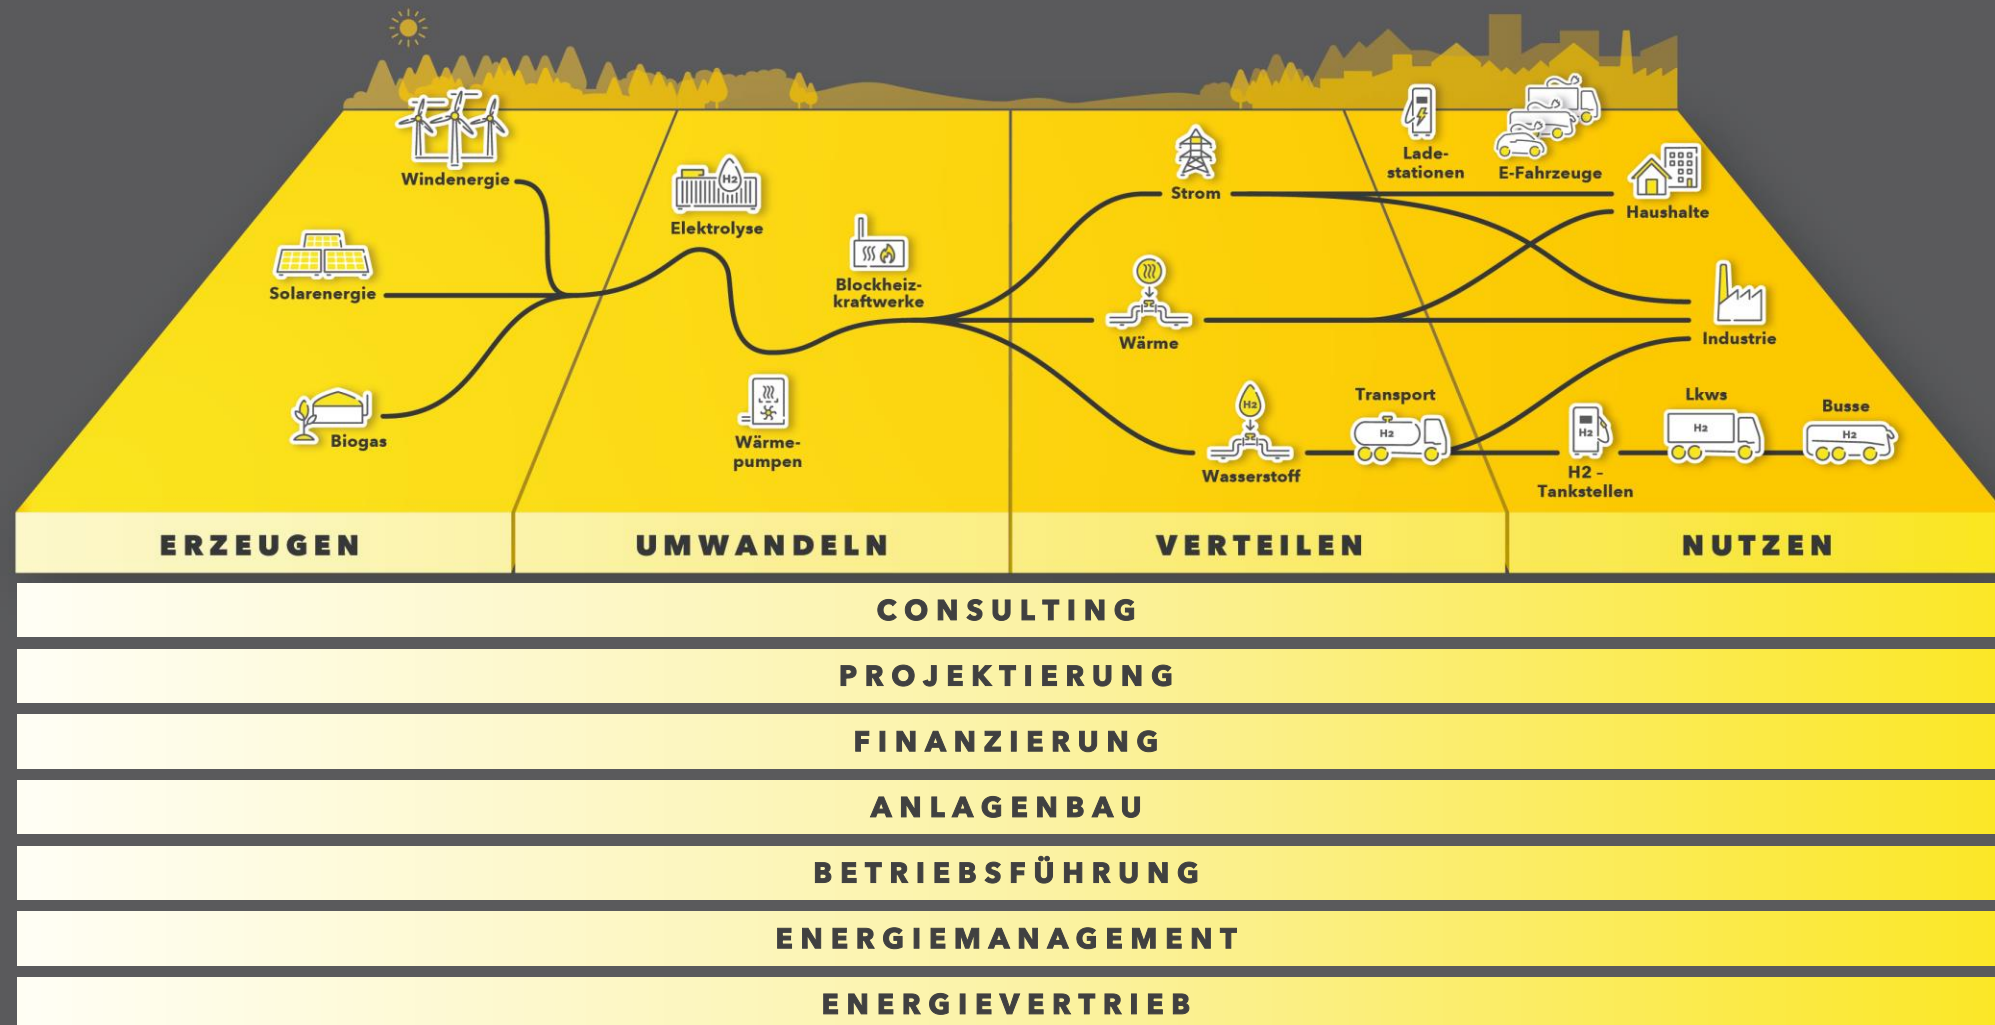 Windenergie
Solarenergie
Biogas
H2
Elektrolyse
Blockheiz-
kraftwerke
Wärme-
pumpen
Strom
Wärme
H2
Wasserstoff
Transport
H2
Lade-
stationen
E-Fahrzeuge
Haushalte
Industrie
H2
H2 -
Tankstellen
Lkws
H2
Busse
H2
ERZEUGEN
UMWANDELN
VERTEILEN
NUTZEN
CONSULTING
PROJEKTIERUNG
FINANZIERUNG
ANLAGENBAU
BETRIEBSFÜHRUNG
ENERGIEMANAGEMENT
ENERGIEVERTRIEB